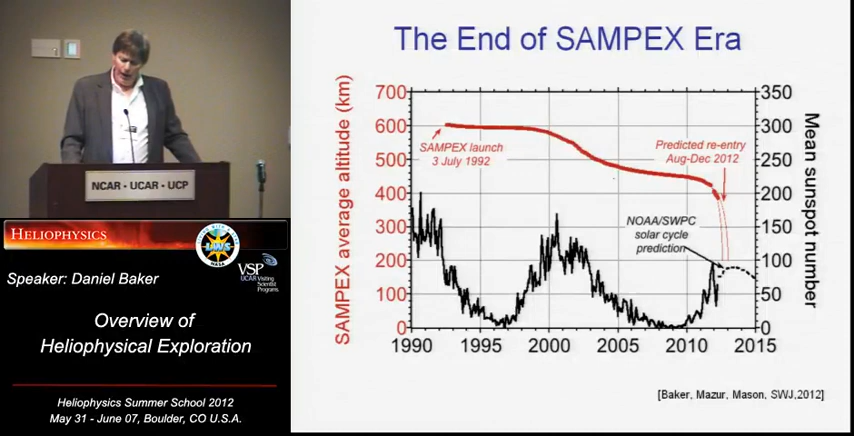 NCAR • UCAR • UCP
HELIOPHYSICS
LWS
NASA
VSP
UCAR Visiting
Scientist
Programs
Speaker: Daniel Baker
Overview of
Heliophysical Exploration
Heliophysics Summer School 2012
May 31 - June 07, Boulder, CO U.S.A.
The End of SAMPEX Era
SAMPEX average altitude (km)
700
600
500
400
300
200
100
0
SAMPEX launch
3 July 1992
Predicted re-entry
Aug-Dec 2012
NOAA/SWPC
solar cycle
prediction
350
300
250
200
150
100
50
0
Mean sunspot number
1990 1995 2000 2005 2010 2015
[Baker, Mazur, Mason, SWJ,2012]